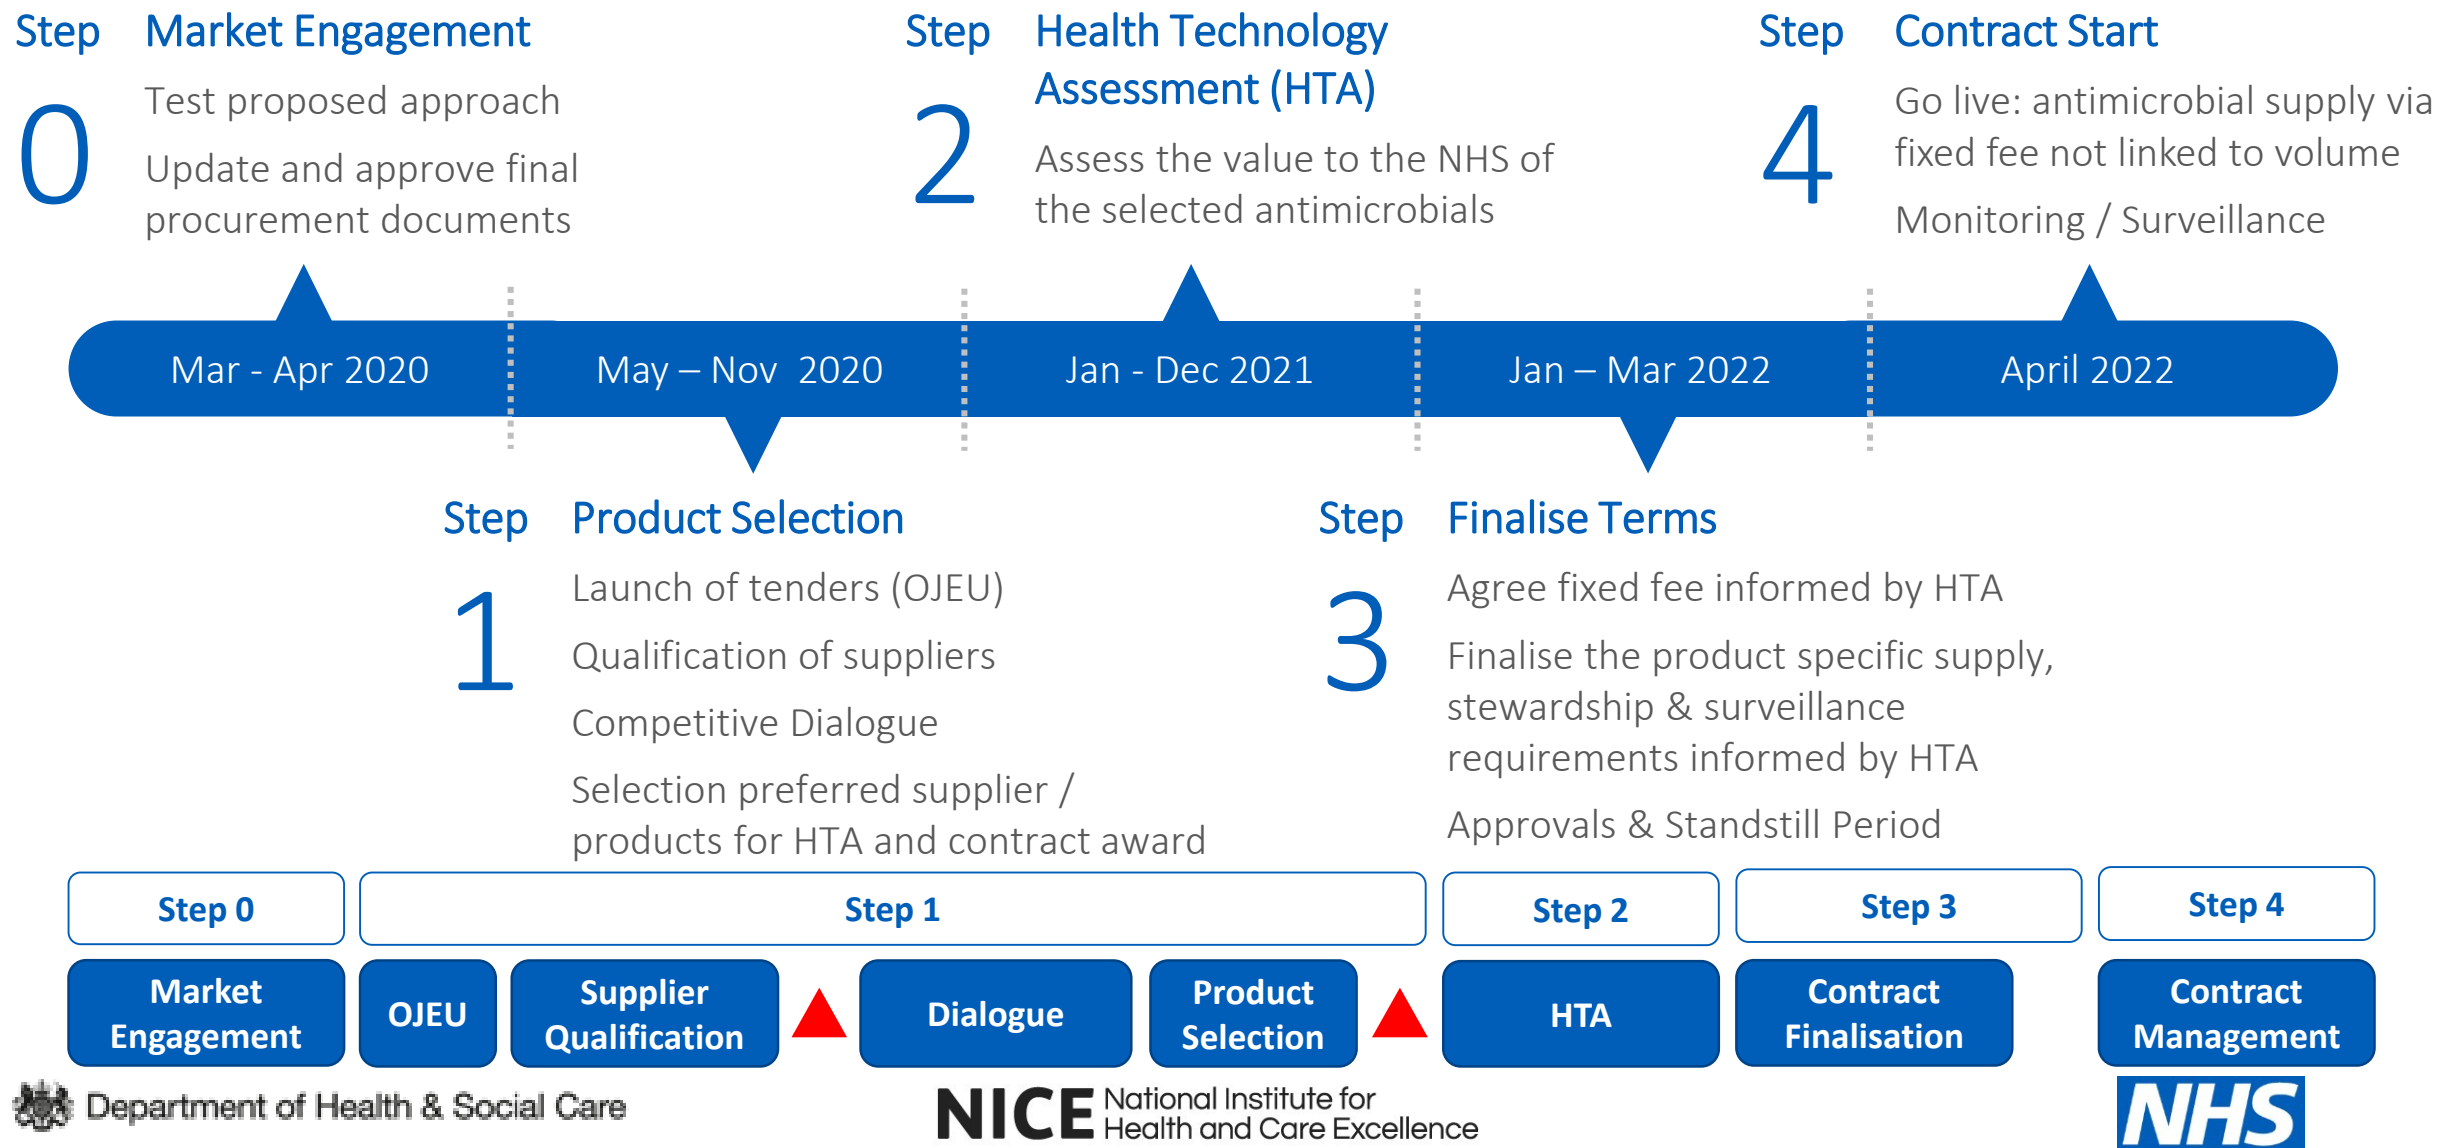 Step
0
Market Engagement
Test proposed approach
Update and approve final
procurement documents
Step
2
Health Technology
Assessment (HTA)
Assess the value to the NHS of
the selected antimicrobials
Step
4
Contract Start
Go live: antimicrobial supply via
fixed fee not linked to volume
Monitoring / Surveillance
Mar - Apr 2020
May – Nov  2020
Jan - Dec 2021
Jan – Mar 2022
April 2022
Step
1
Product Selection
Launch of tenders (OJEU)
Qualification of suppliers
Competitive Dialogue
Selection preferred supplier /
products for HTA and contract award
Step
3
Finalise Terms
Agree fixed fee informed by HTA
Finalise the product specific supply,
stewardship & surveillance
requirements informed by HTA
Approvals & Standstill Period
Step 0
Step 1
Step 2
Step 3
Step 4
Market
Engagement
OJEU
Supplier
Qualification
Dialogue
Product
Selection
HTA
Contract
Finalisation
Contract
Management
Department of Health & Social Care
NICE
National Institute for
Health and Care Excellence
NHS